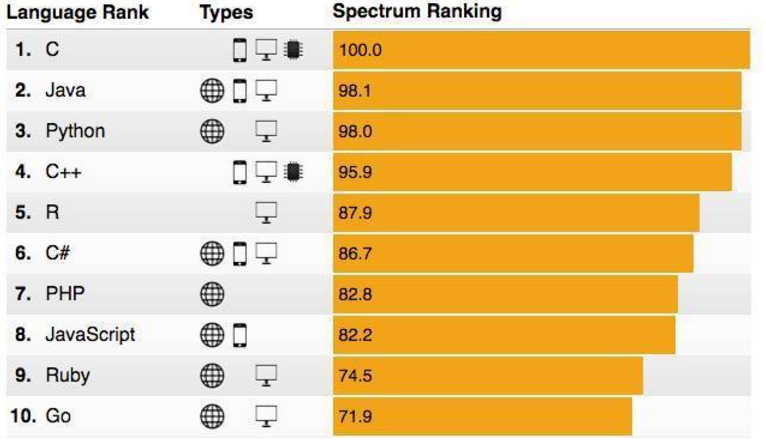 Language Rank Types Spectrum Ranking
1. C 100.0
2. Java 98.1
3. Python 98.0
4. C++ 95.9
5. R 87.9
6. C# 86.7
7. PHP 82.8
8. JavaScript 82.2
9. Ruby 74.5
10. Go 71.9